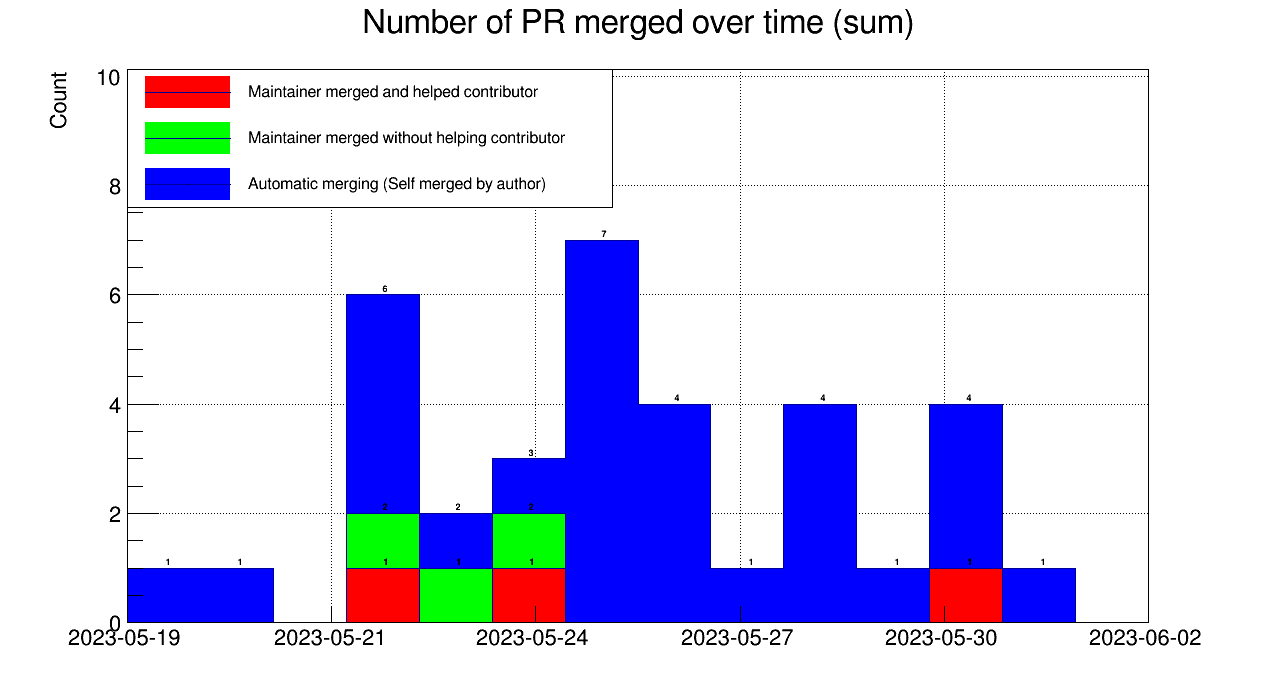 Number of PR merged over time (sum)
Count
10
8
6
4
2
0
Maintainer merged and helped contributor
Maintainer merged without helping contributor
Automatic merging (Self merged by author)
7
6
4 4 4
3
2 2 2
1 1 1 1 1 1 1 1 1
2023-05-19 2023-05-21 2023-05-24 2023-05-27 2023-05-30 2023-06-02